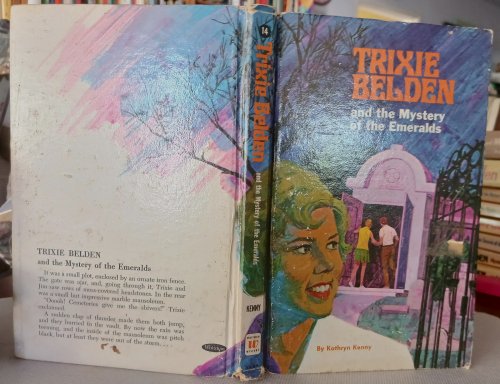 TRIXIE BELDEN
and the Mystery of the Emeralds
It was a small plot, enclosed by an ornate iron fence.
The gate was ajar, and, going through it, Trixie and
Jim saw rows of moss-covered headstones. In the rear
was a small but impressive marble mausoleum.
"Ooooh! Cemeteries give me the shivers!" Trixie
exclaimed.
A sudden clap of thunder made them both jump,
and they hurried in the vault. By now the rain was
teeming, and the inside of the mausoleum was pitch
black, but at least they were out of the storm. . . .
Whitman
14
Trixie Belden
and the Mystery of the Emeralds
KENNY
TRIXIE
BELDEN
and the Mystery
of the Emeralds
By Kathryn Kenny